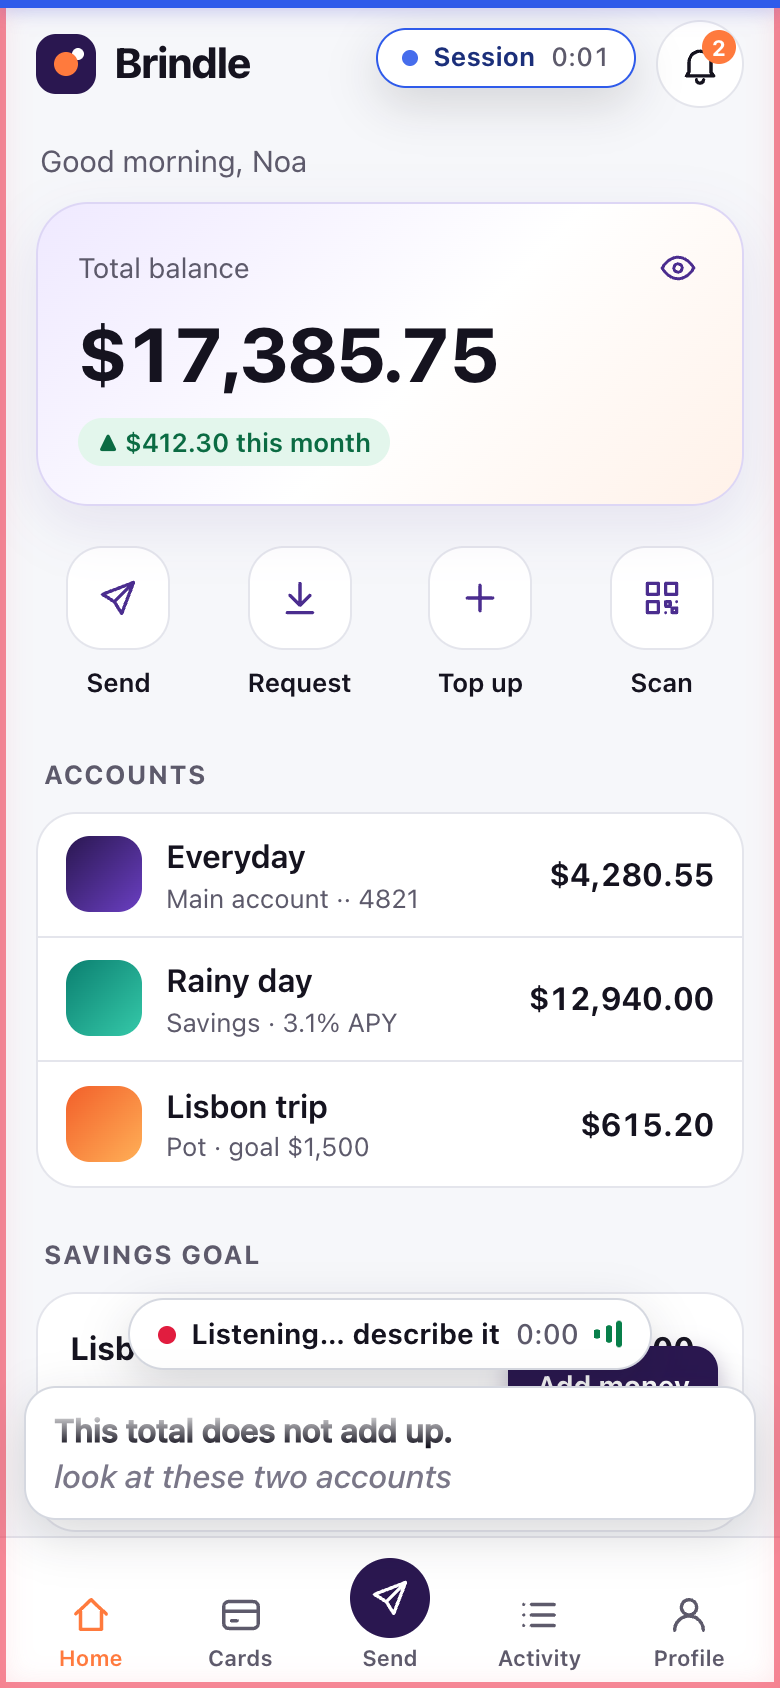 Brindle
Session 0:01
2
Good morning, Noa
Total balance
$17,385.75
▲ $412.30 this month
Send Request Top up Scan
ACCOUNTS
Everyday
Main account ·· 4821
$4,280.55
Rainy day
Savings · 3.1% APY
$12,940.00
Lisbon trip
Pot · goal $1,500
$615.20
SAVINGS GOAL
Listening... describe it 0:00
Add money
This total does not add up.
look at these two accounts
Home Cards Send Activity Profile